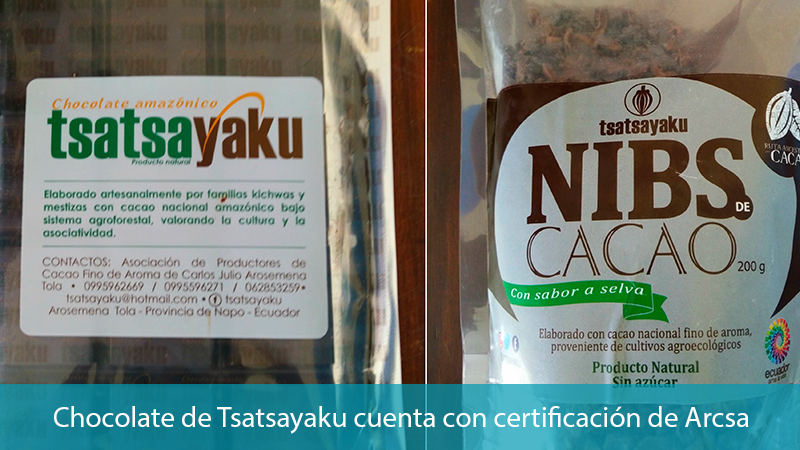 Chocolate amazónico
tsatsayaku
Producto natural
Elaborado artesanalmente por familias kichwas y
mestizas con cacao nacional amazónico bajo
sistema agroforestal, valorando la cultura y la
asociatividad.
CONTACTOS: Asociación de Productores de
Cacao Fino de Aroma de Carlos Julio Arosemena
Tola • 0995962669 / 0995596271 / 062853259•
tsatsayaku@hotmail.com • f tsatsayaku
Arosemena Tola - Provincia de Napo - Ecuador
tsatsayaku
NIBS
DE
CACAO
200 g
Con sabor a selva
Elaborado con cacao nacional fino de aroma,
proveniente de cultivos agroecológicos
Producto Natural
Sin azúcar
ecuador
RUTA
CACA
Chocolate de Tsatsayaku cuenta con certificación de Arcsa